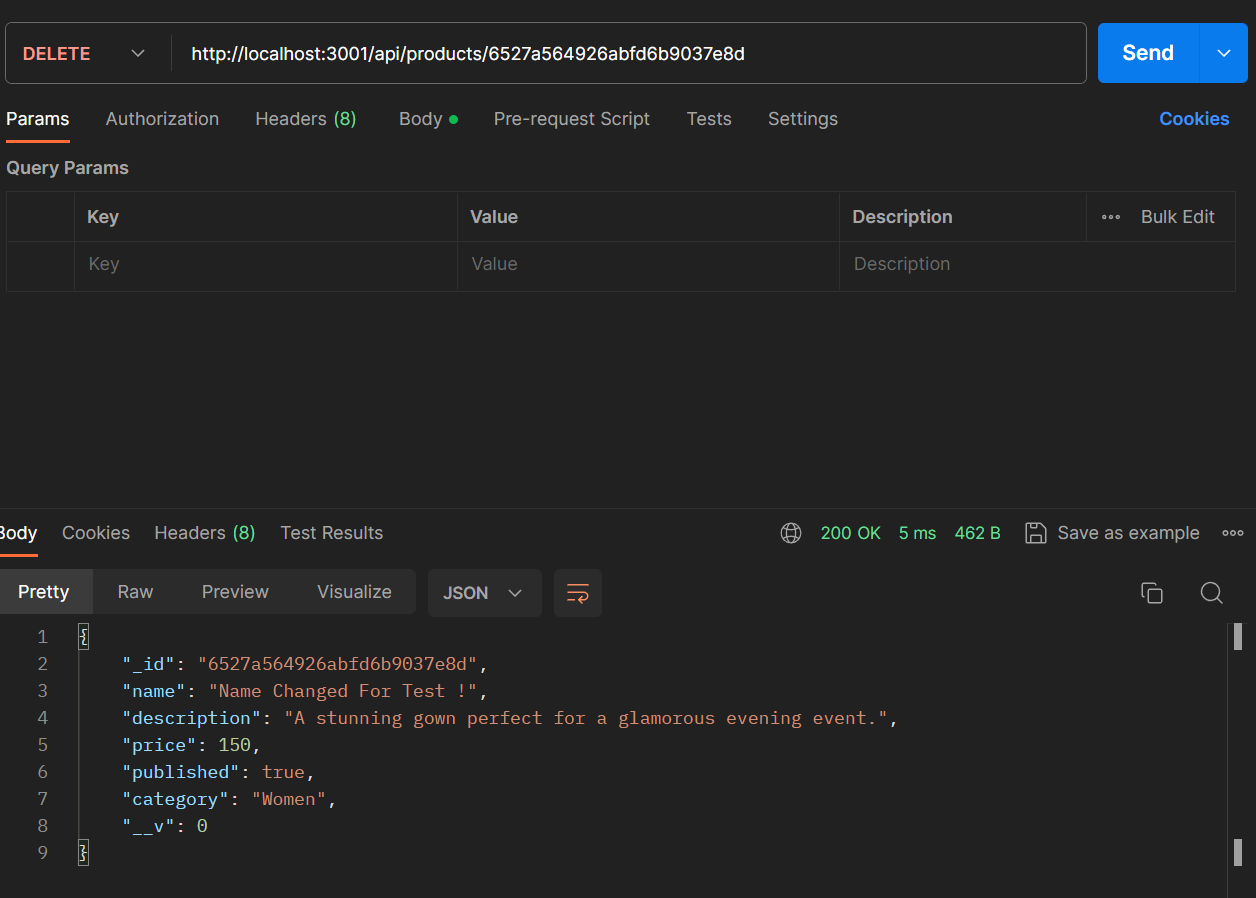 DELETE http://localhost:3001/api/products/6527a564926abfd6b9037e8d Send
Params Authorization Headers (8) Body Pre-request Script Tests Settings Cookies
Query Params
Key Value Description Bulk Edit
Key Value Description
Body Cookies Headers (8) Test Results 200 OK 5 ms 462 B Save as example
Pretty Raw Preview Visualize JSON
1 {
2 "_id": "6527a564926abfd6b9037e8d",
3 "name": "Name Changed For Test !",
4 "description": "A stunning gown perfect for a glamorous evening event.",
5 "price": 150,
6 "published": true,
7 "category": "Women",
8 "__v": 0
9 }